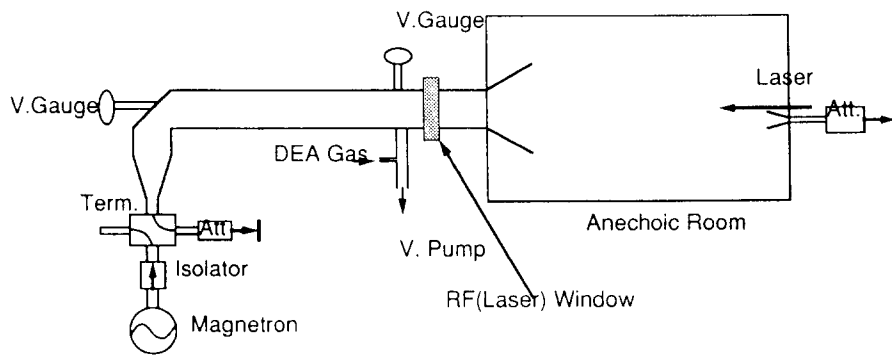 V.Gauge
V.Gauge
Laser
Att.
DEA Gas
Term.
Att
Anechoic Room
V. Pump
Isolator
RF(Laser) Window
Magnetron